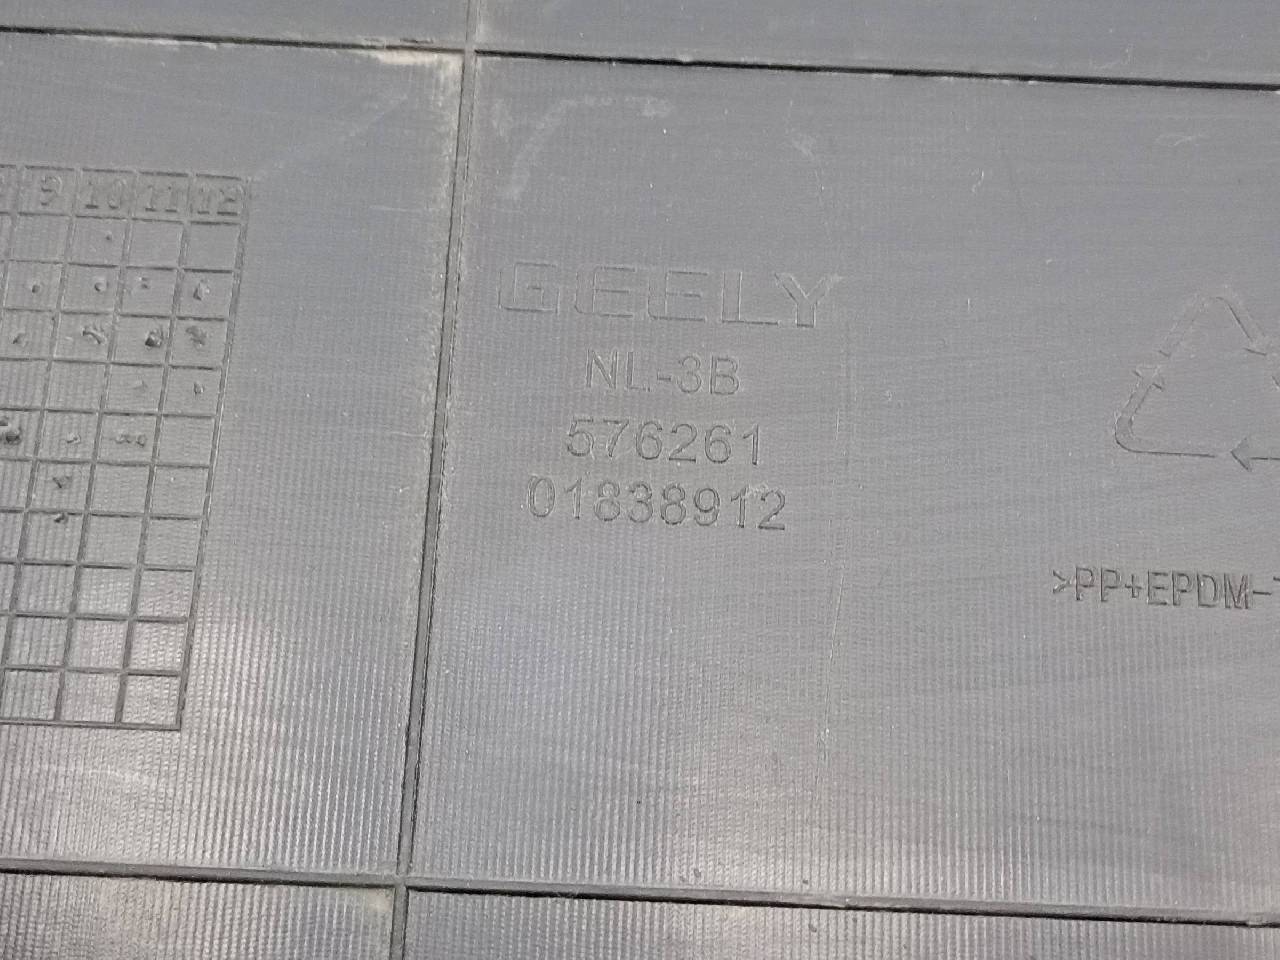 9 10 11 12
GEELY
NL-3B
576261
01838912
>PP+EPDM-